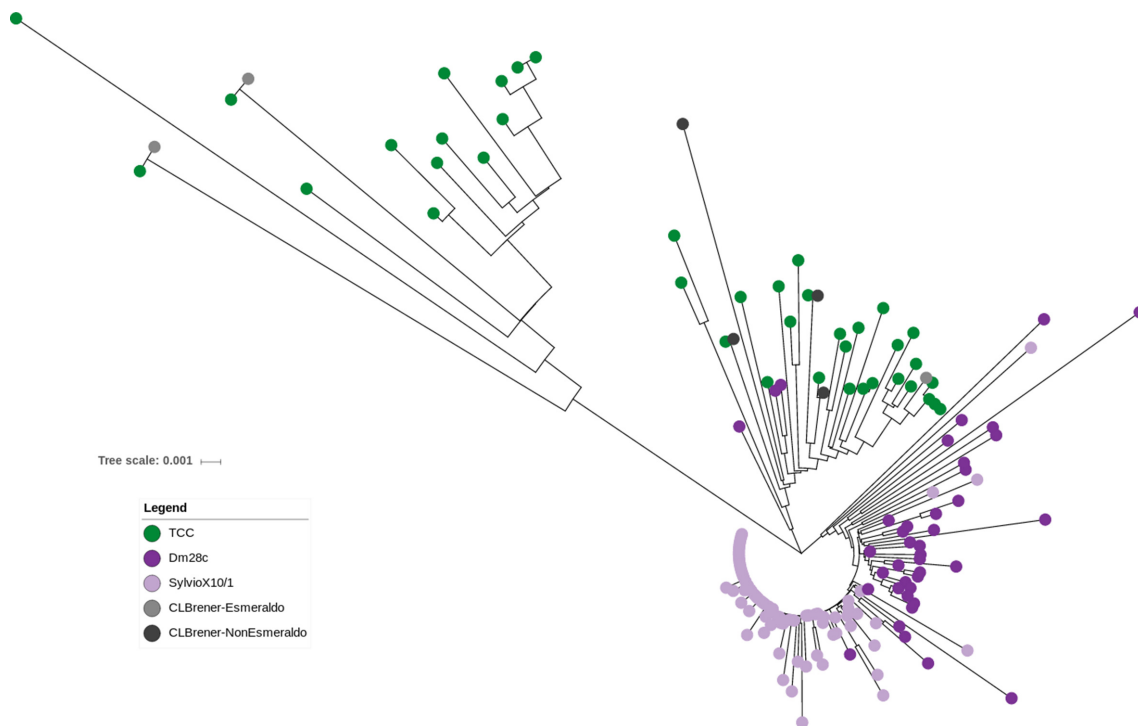 Tree scale: 0.001
Legend
TCC
Dm28c
SylvioX10/1
CLBrener-Esmeraldo
CLBrener-NonEsmeraldo